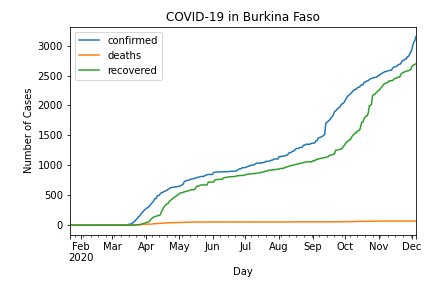 COVID-19 in Burkina Faso
confirmed
deaths
recovered
Number of Cases
3000
2500
2000
1500
1000
500
0
Feb Mar Apr May Jun Jul Aug Sep Oct Nov Dec
2020
Day